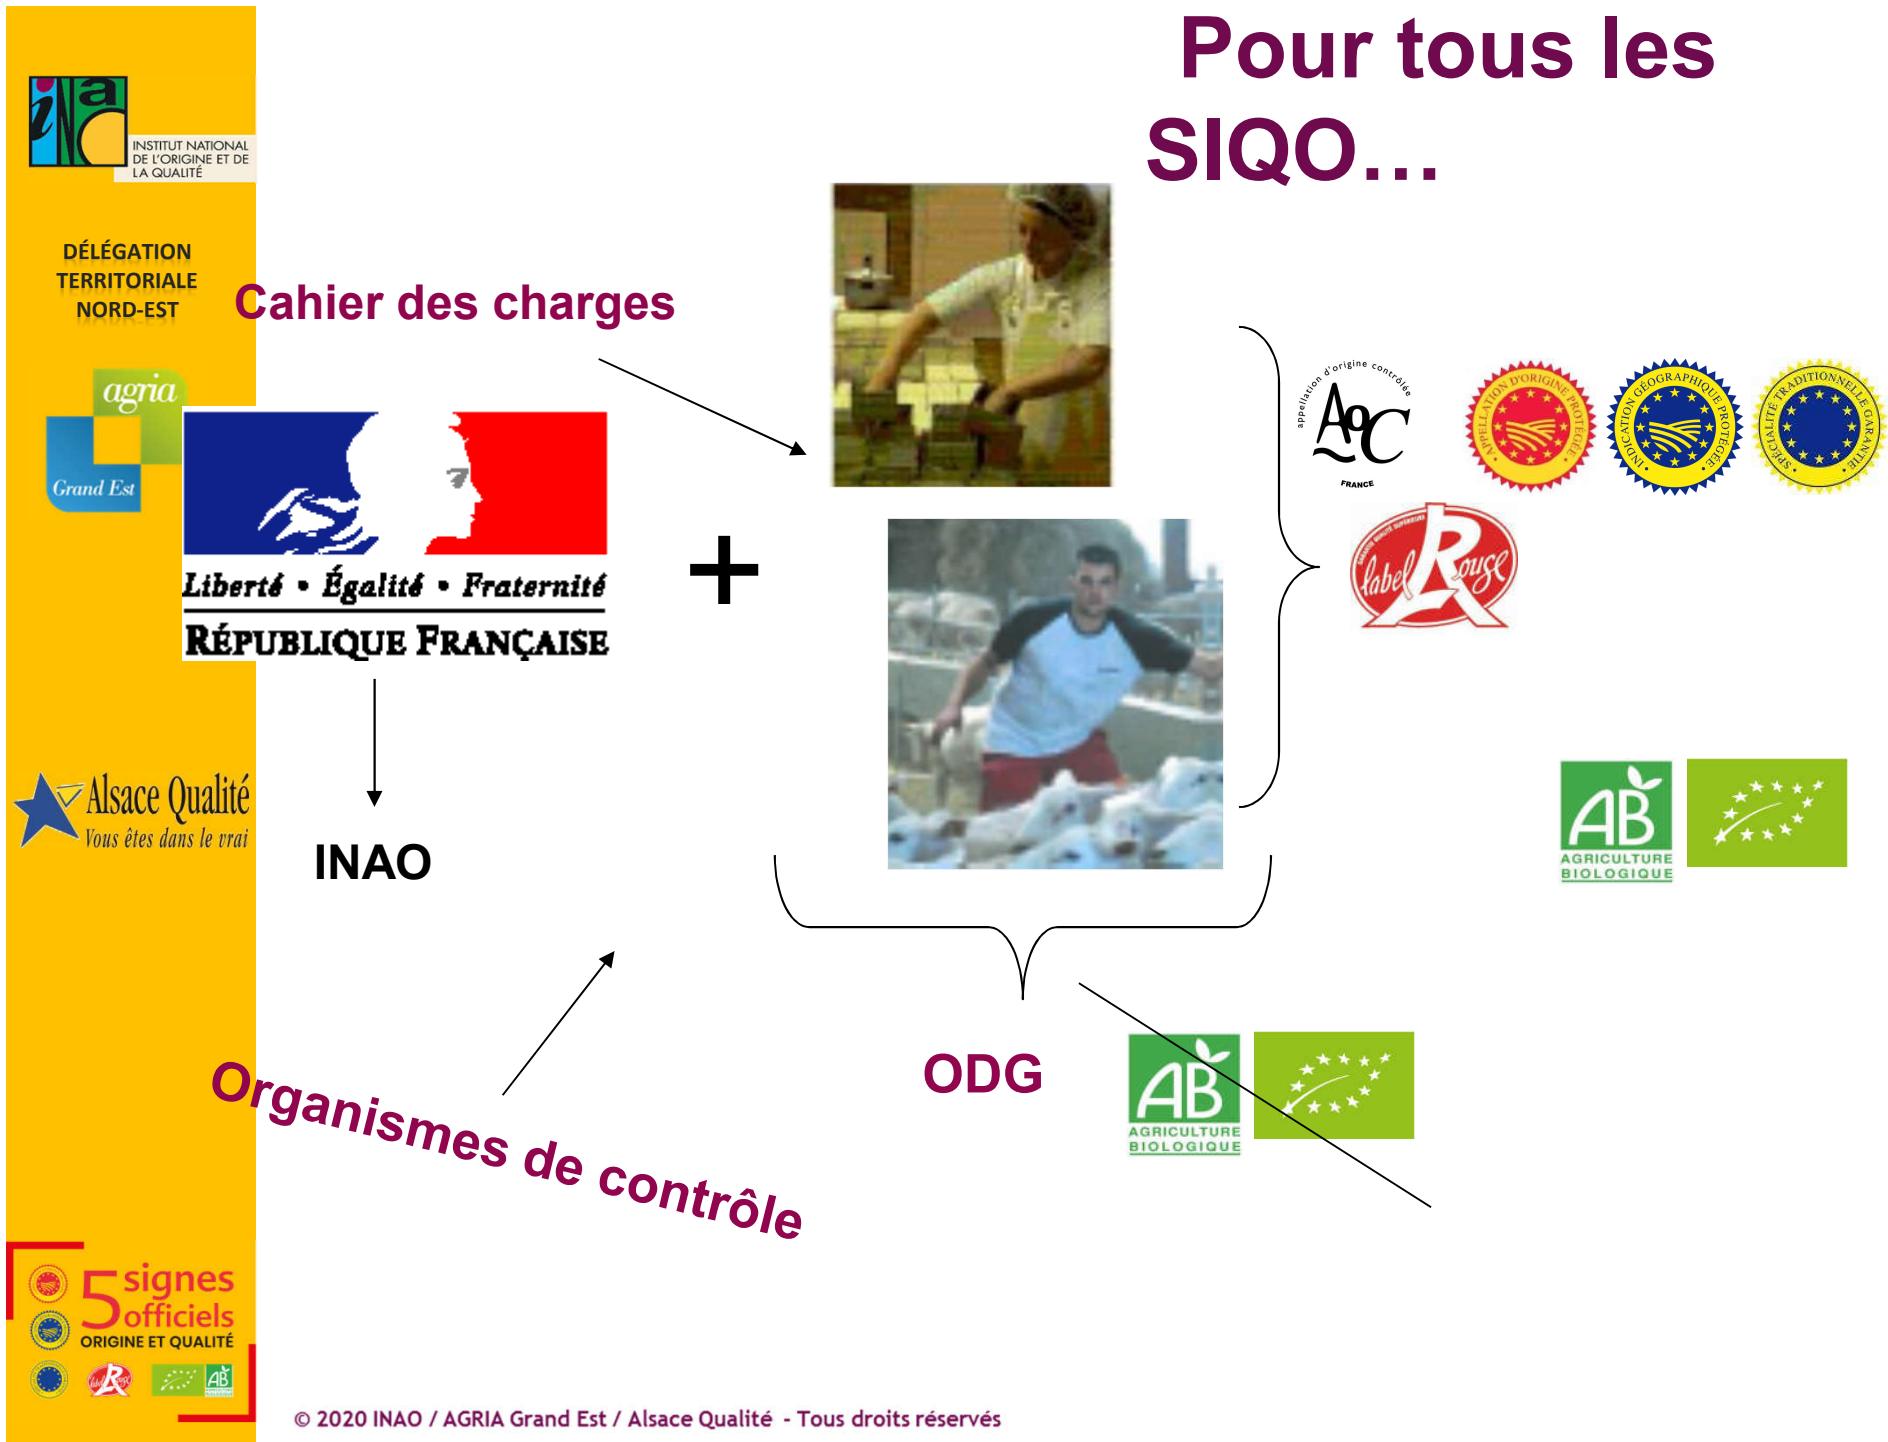 Pour tous les
SIQO…
INAO
INSTITUT NATIONAL
DE L'ORIGINE ET DE
LA QUALITÉ
DÉLÉGATION
TERRITORIALE
NORD-EST
Cahier des charges
agria
Grand Est
Liberté • Égalité • Fraternité
RÉPUBLIQUE FRANÇAISE
+
appellation d'origine contrôlée
AOC
FRANCE
APPELLATION D'ORIGINE PROTÉGÉE
INDICATION GÉOGRAPHIQUE PROTÉGÉE
SPÉCIALITÉ TRADITIONNELLE GARANTIE
label Rouge
Alsace Qualité
Vous êtes dans le vrai
INAO
AB
AGRICULTURE
BIOLOGIQUE
ODG
AB
AGRICULTURE
BIOLOGIQUE
Organismes de contrôle
5 signes
officiels
ORIGINE ET QUALITÉ
label Rouge
AB
© 2020 INAO / AGRIA Grand Est / Alsace Qualité - Tous droits réservés